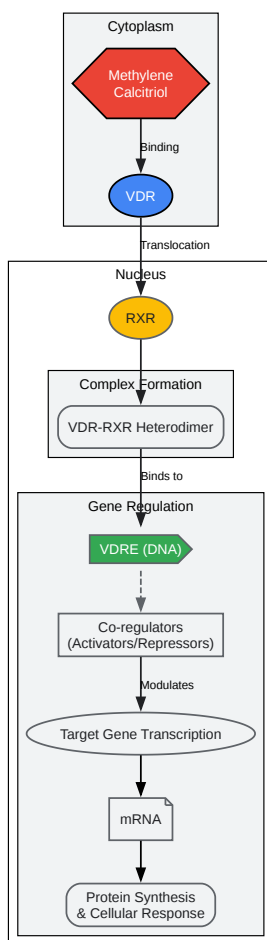 Cytoplasm
Methylene
Calcitriol
Binding
VDR
Translocation
Nucleus
RXR
Complex Formation
VDR-RXR Heterodimer
Binds to
Gene Regulation
VDRE (DNA)
Co-regulators
(Activators/Repressors)
Modulates
Target Gene Transcription
mRNA
Protein Synthesis
& Cellular Response